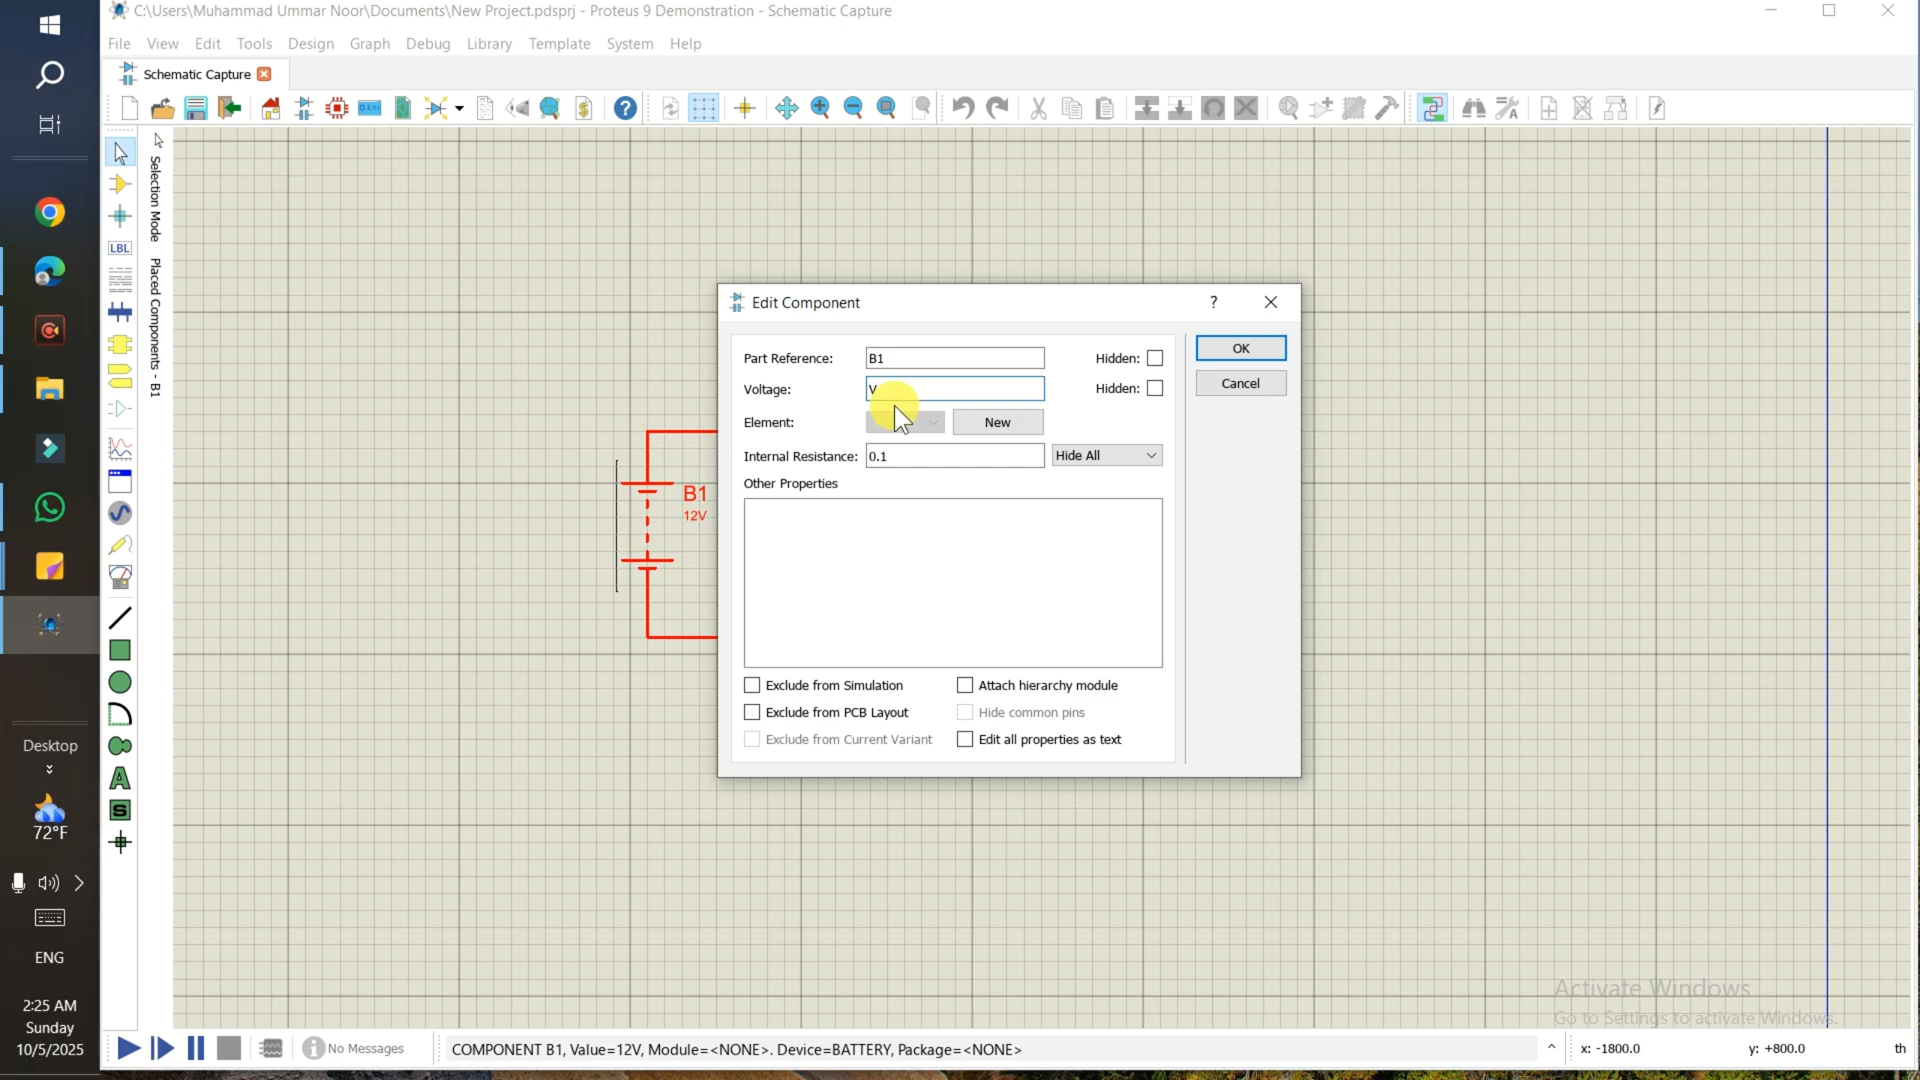 C:\Users\Muhammad Ummar Noor\Documents\New Project.pdsprj - Proteus 9 Demonstration - Schematic Capture
File View Edit Tools Design Graph Debug Library Template System Help
Schematic Capture
Selection Mode
Placed Components - B1
LBL
Edit Component
?
Part Reference: B1 Hidden:
Voltage: V Hidden:
Element: New
Internal Resistance: 0.1 Hide All
Other Properties
OK
Cancel
Exclude from Simulation Attach hierarchy module
Exclude from PCB Layout Hide common pins
Exclude from Current Variant Edit all properties as text
B1
12V
A
S
Desktop
72°F
ENG
2:25 AM
Sunday
10/5/2025
Activate Windows
Go to Settings to activate Windows.
No Messages COMPONENT B1, Value=12V, Module=<NONE>. Device=BATTERY, Package=<NONE> x: -1800.0 y: +800.0 th